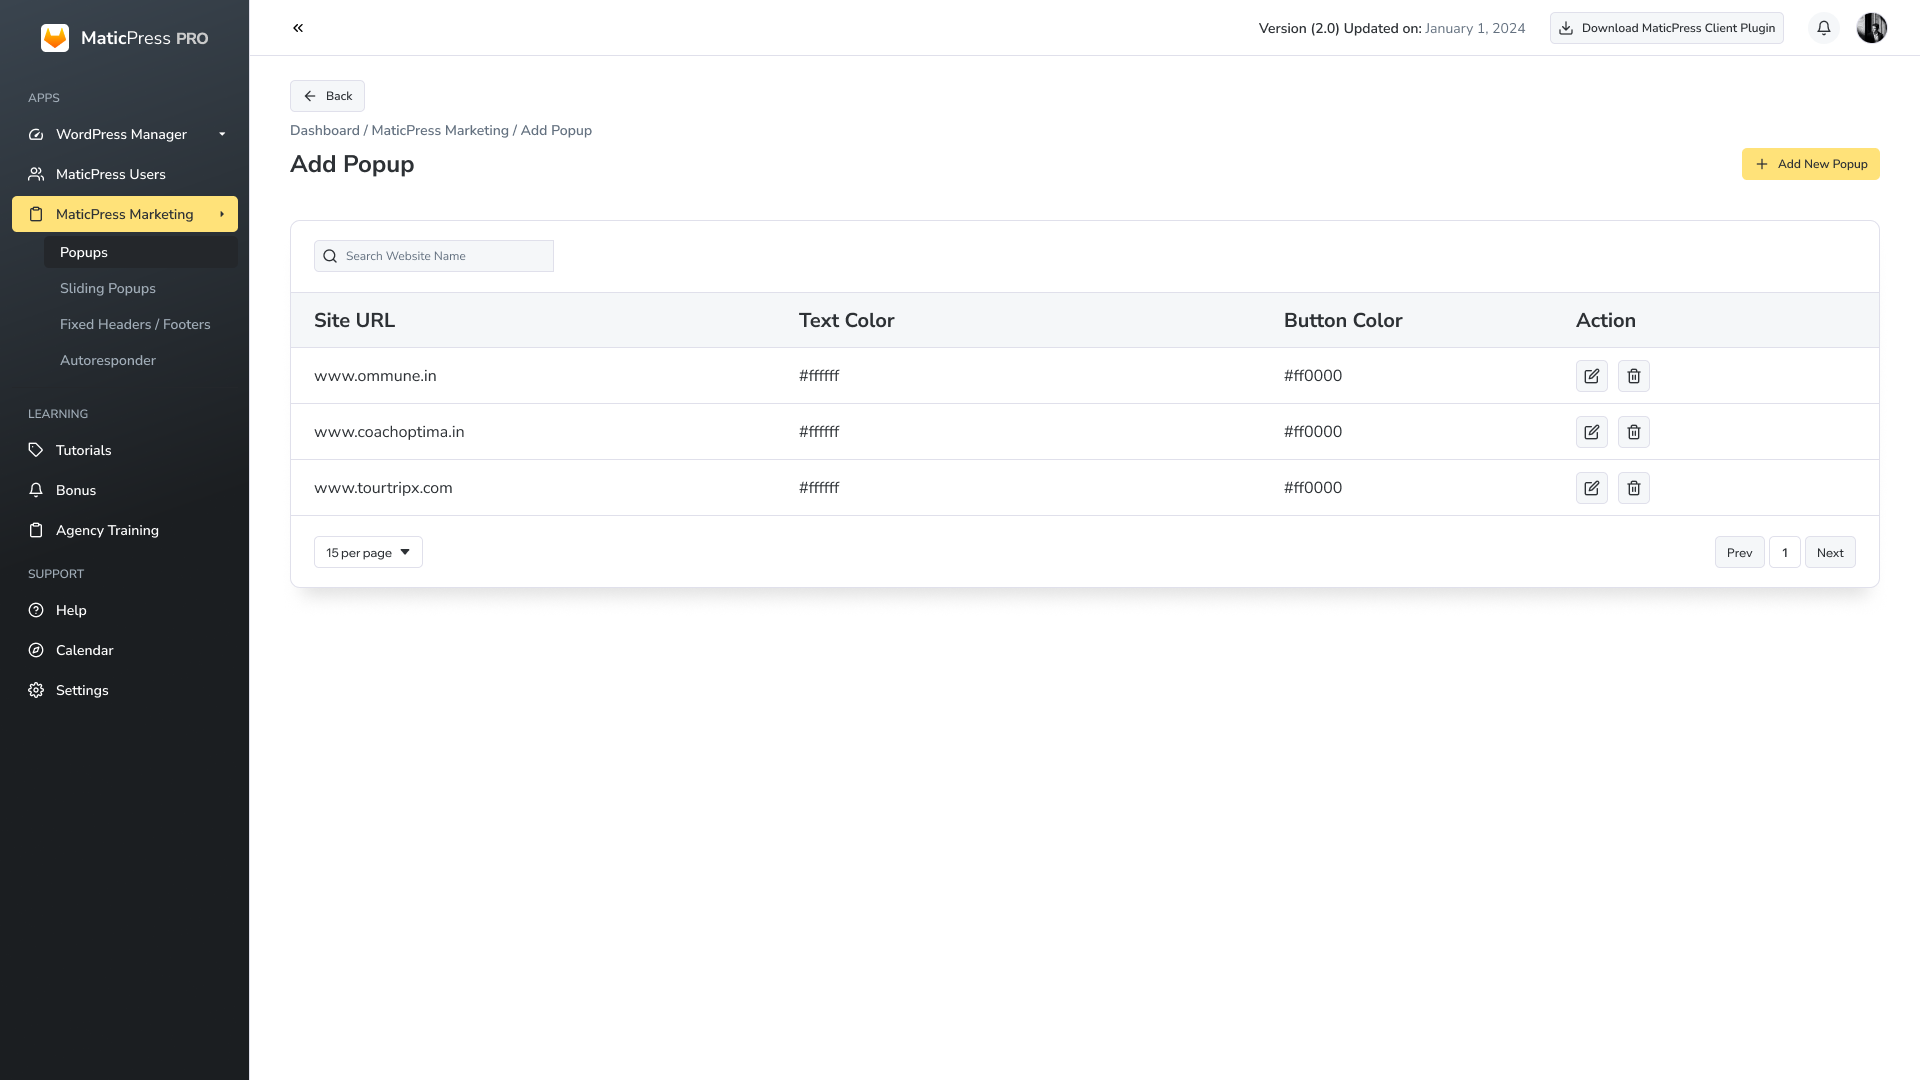 MaticPress PRO
APPS
WordPress Manager
MaticPress Users
MaticPress Marketing
Popups
Sliding Popups
Fixed Headers / Footers
Autoresponder
LEARNING
Tutorials
Bonus
Agency Training
SUPPORT
Help
Calendar
Settings
Version (2.0) Updated on: January 1, 2024
Download MaticPress Client Plugin
Back
Dashboard / MaticPress Marketing / Add Popup
Add Popup
Add New Popup
Search Website Name
Site URL Text Color Button Color Action
www.ommune.in #ffffff #ff0000
www.coachoptima.in #ffffff #ff0000
www.tourtripx.com #ffffff #ff0000
15 per page
Prev 1 Next